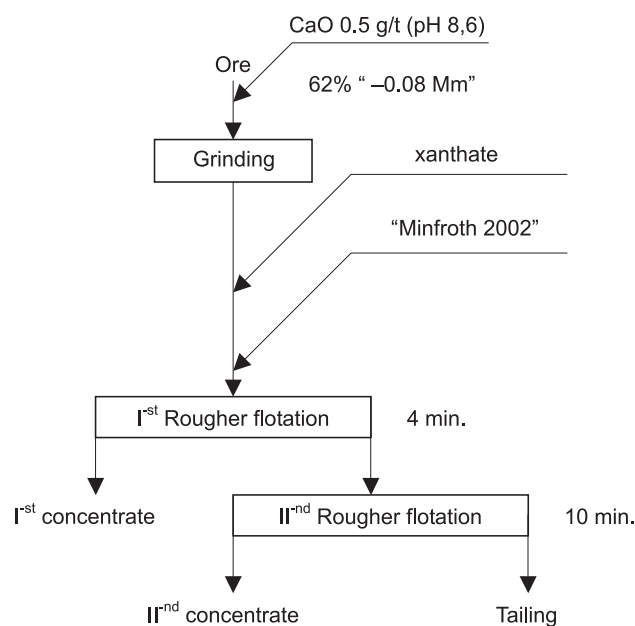 CaO 0.5 g/t (pH 8,6)
Ore
62% “ –0.08 Mm”
Grinding
xanthate
“Minfroth 2002”
I-st Rougher flotation
4 min.
I-st concentrate
II-nd Rougher flotation
10 min.
II-nd concentrate
Tailing